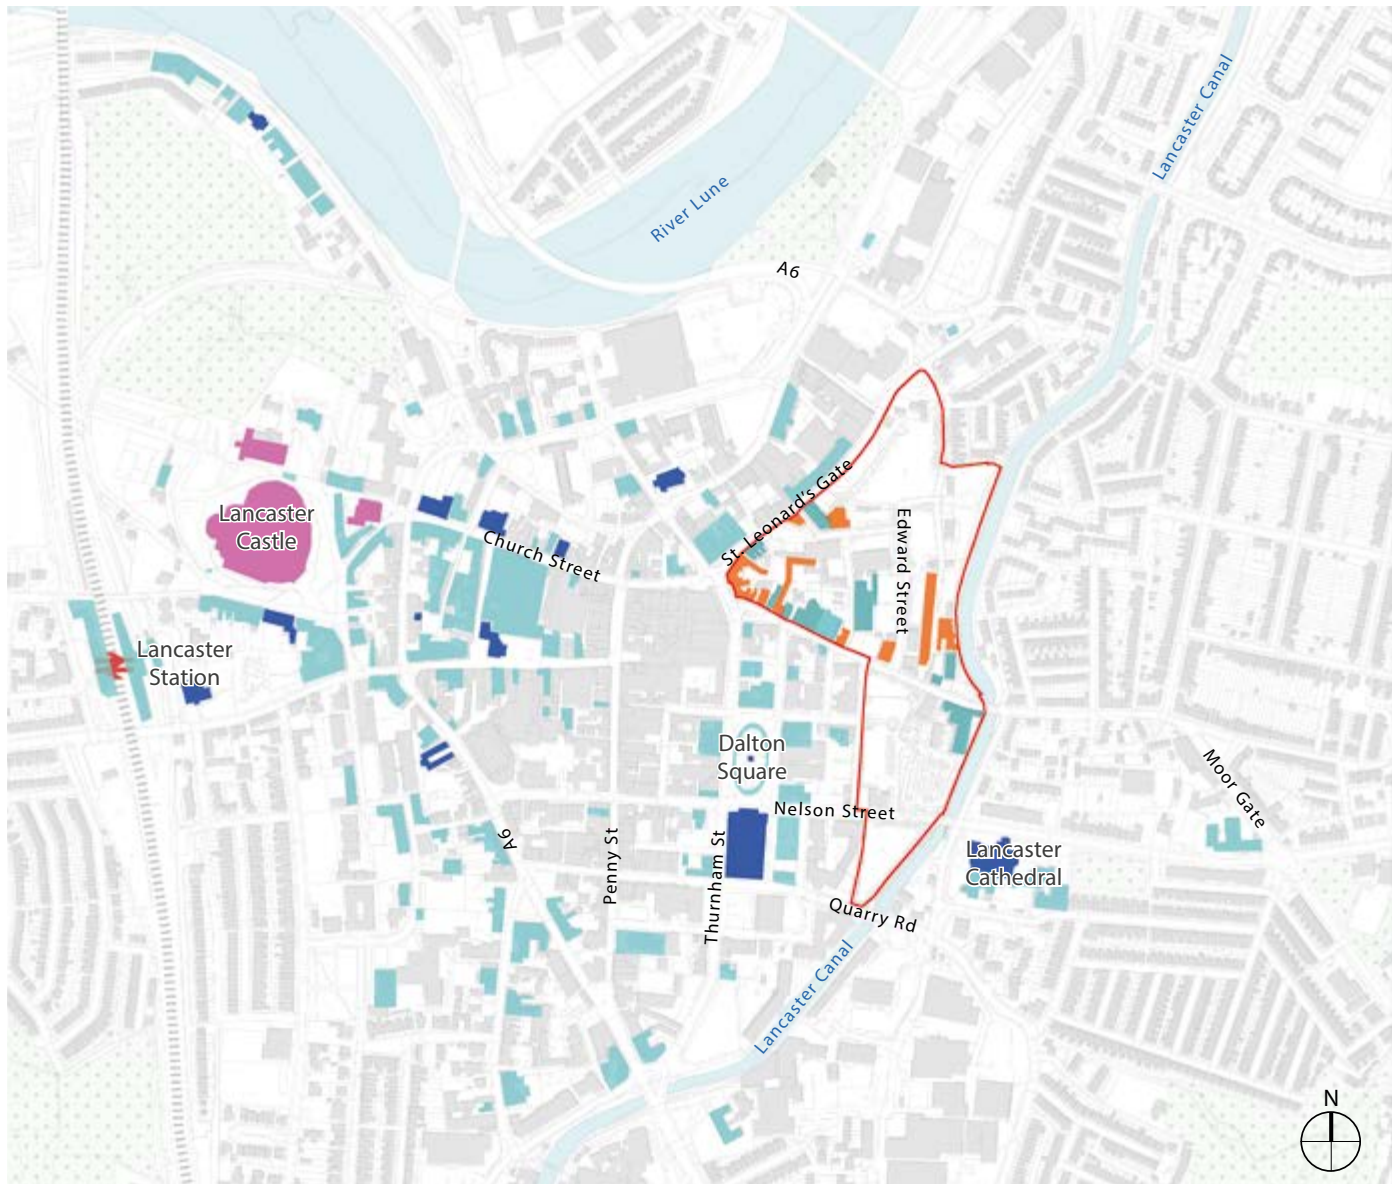 Lancaster Canal
River Lune
A6
St. Leonard's Gate
Lancaster
Castle
Edward Street
Church Street
Lancaster
Station
Dalton
Square
Moor Gate
Nelson Street
A6
Penny St
Thurnham St
Lancaster
Cathedral
Quarry Rd
Lancaster Canal
N